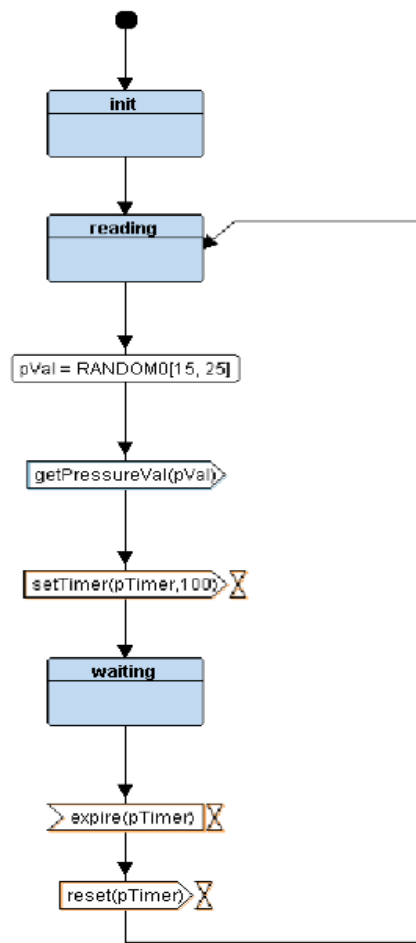 init
reading
pVal = RANDOM0[15, 25]
getPressureVal(pVal)
setTimer(pTimer,100)
waiting
expire(pTimer)
reset(pTimer)